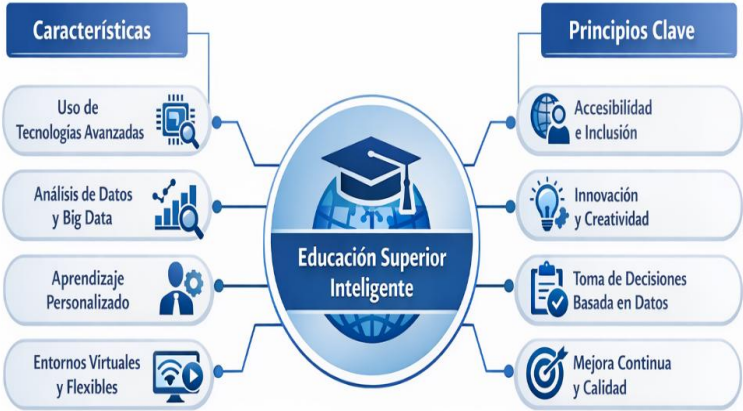 Características
Uso de
Tecnologías Avanzadas
Análisis de Datos
y Big Data
Aprendizaje
Personalizado
Entornos Virtuales
y Flexibles
Educación Superior
Inteligente
Principios Clave
Accesibilidad
e Inclusión
Innovación
y Creatividad
Toma de Decisiones
Basada en Datos
Mejora Continua
y Calidad